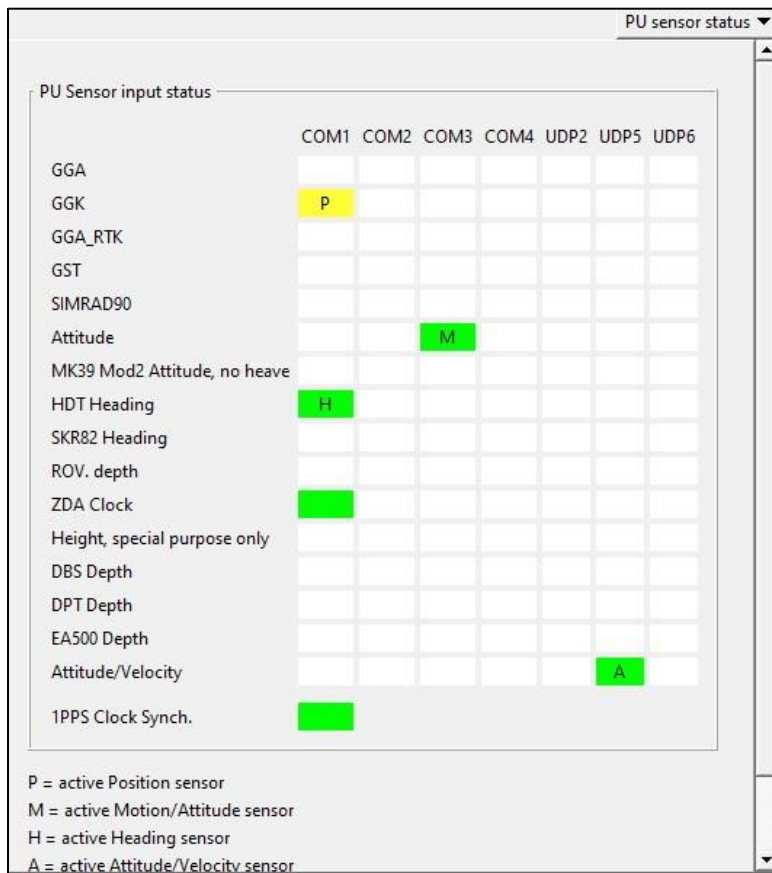 PU sensor status
PU Sensor input status
COM1 COM2 COM3 COM4 UDP2 UDP5 UDP6
GGA
GGK P
GGA_RTK
GST
SIMRAD90
Attitude M
MK39 Mod2 Attitude, no heave
HDT Heading H
SKR82 Heading
ROV. depth
ZDA Clock
Height, special purpose only
DBS Depth
DPT Depth
EA500 Depth
Attitude/Velocity A
1PPS Clock Synch.
P = active Position sensor
M = active Motion/Attitude sensor
H = active Heading sensor
A = active Attitude/Velocity sensor